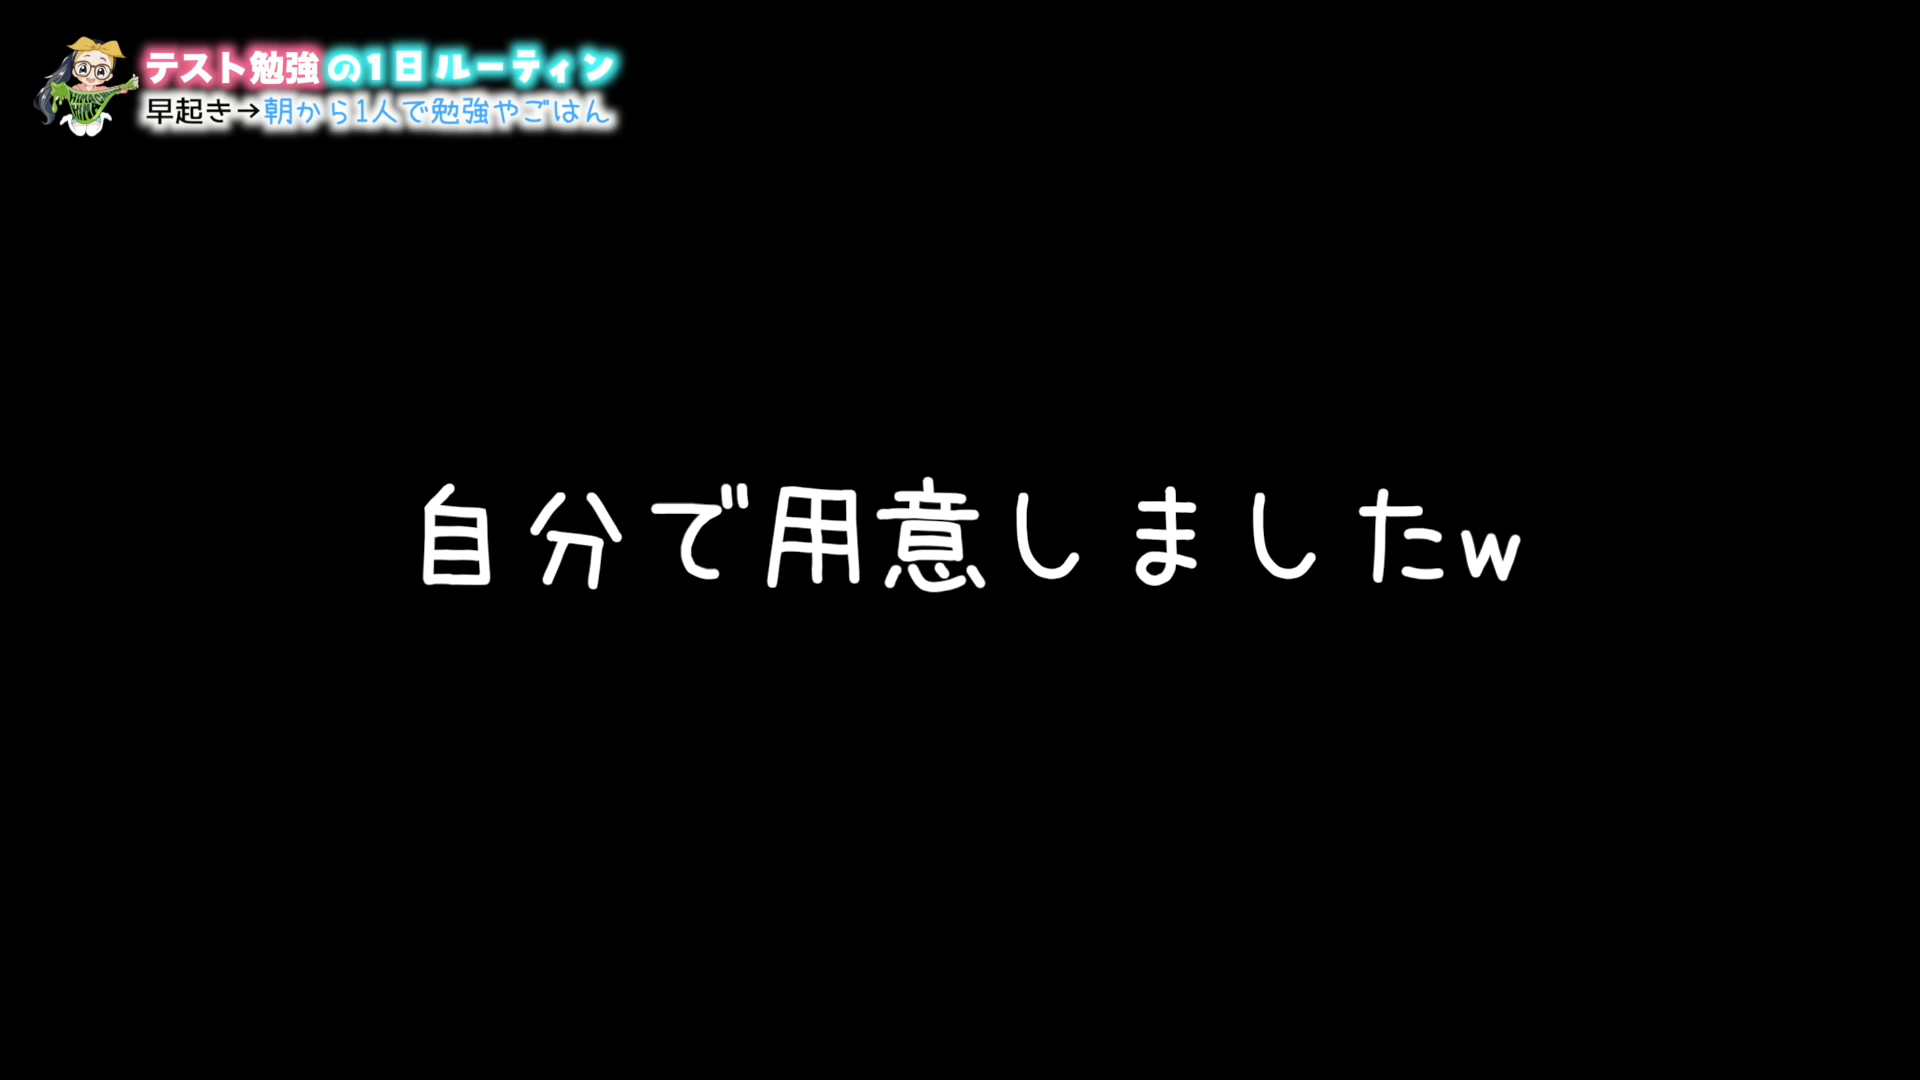 テスト勉強の1日ルーティン
早起き→朝から1人で勉強やごはん
自分で用意しましたw